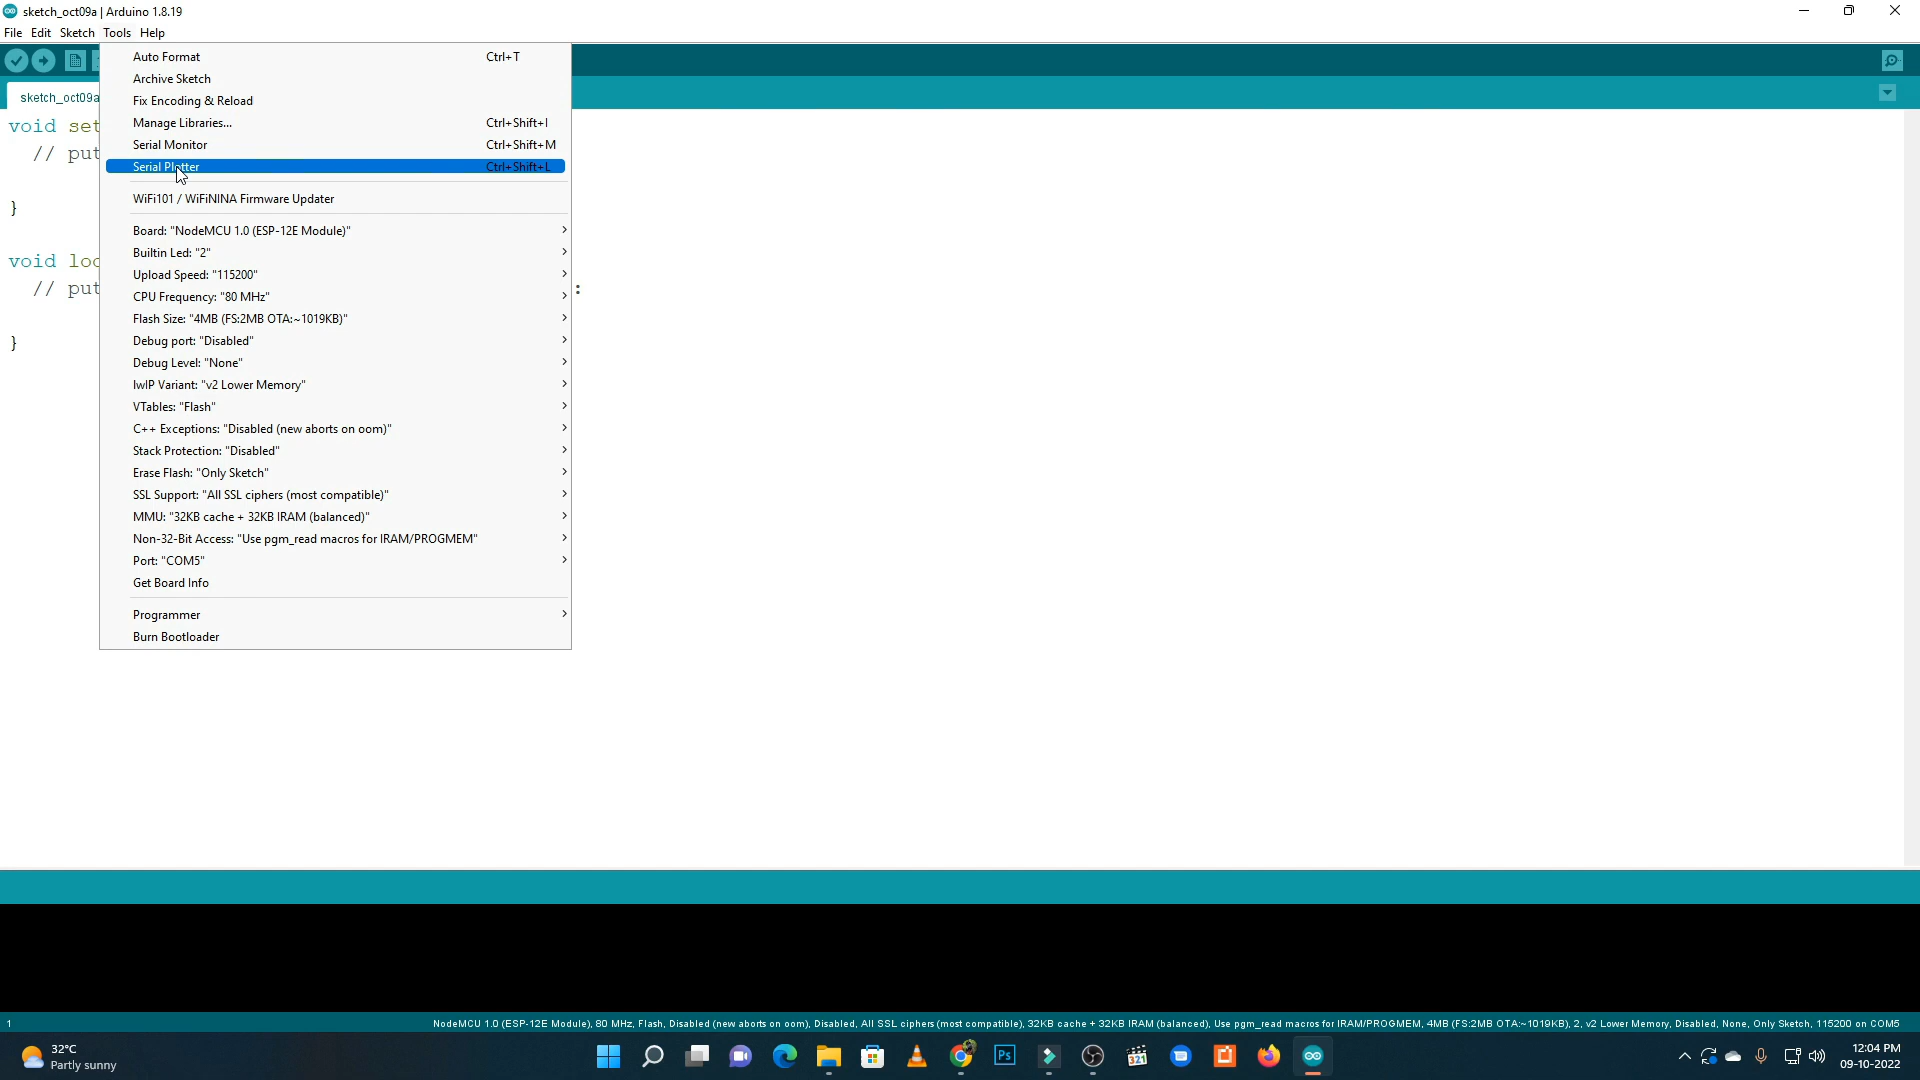 sketch_oct09a | Arduino 1.8.19
File Edit Sketch Tools Help
Auto Format Ctrl+T
Archive Sketch
sketch_oct09a
Fix Encoding & Reload
Manage Libraries... Ctrl+Shift+I
void set
Serial Monitor Ctrl+Shift+M
// put
Serial Plotter Ctrl+Shift+L
WiFi101 / WiFiNINA Firmware Updater
}
Board: "NodeMCU 1.0 (ESP-12E Module)"
Builtin Led: "2"
void loo
Upload Speed: "115200"
// put :
CPU Frequency: "80 MHz"
Flash Size: "4MB (FS:2MB OTA:~1019KB)"
Debug port: "Disabled"
}
Debug Level: "None"
lwIP Variant: "v2 Lower Memory"
VTables: "Flash"
C++ Exceptions: "Disabled (new aborts on oom)"
Stack Protection: "Disabled"
Erase Flash: "Only Sketch"
SSL Support: "All SSL ciphers (most compatible)"
MMU: "32KB cache + 32KB IRAM (balanced)"
Non-32-Bit Access: "Use pgm_read macros for IRAM/PROGMEM"
Port: "COM5"
Get Board Info
Programmer
Burn Bootloader
1 NodeMCU 1.0 (ESP-12E Module), 80 MHz, Flash, Disabled (new aborts on oom), Disabled, All SSL ciphers (most compatible), 32KB cache + 32KB IRAM (balanced), Use pgm_read macros for IRAM/PROGMEM, 4MB (FS:2MB OTA:~1019KB), 2, v2 Lower Memory, Disabled, None, Only Sketch, 115200 on COM5
32°C
Partly sunny
Ps
321
12:04 PM
09-10-2022